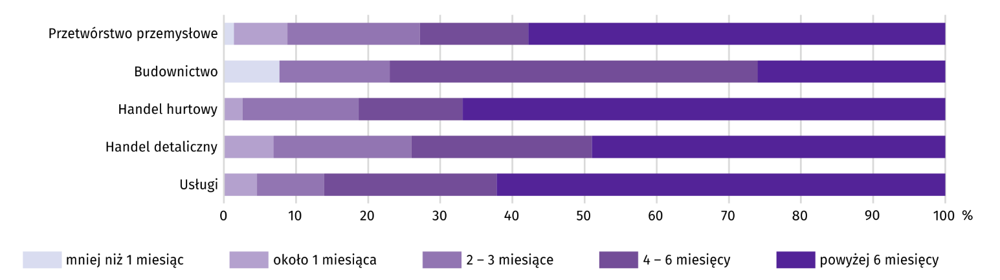 Przetwórstwo przemysłowe
Budownictwo
Handel hurtowy
Handel detaliczny
Usługi
0 10 20 30 40 50 60 70 80 90 100 %
mniej niż 1 miesiąc około 1 miesiąca 2 – 3 miesiące 4 – 6 miesięcy powyżej 6 miesięcy